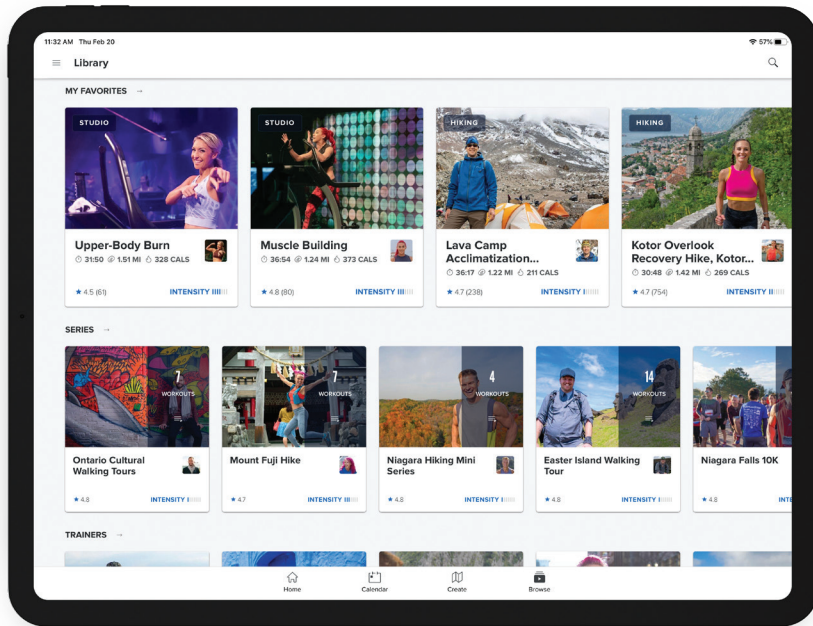 11:32 AM Thu Feb 20
57%
Library
MY FAVORITES →
STUDIO
STUDIO
HIKING
HIKING
Upper-Body Burn
31:50 1.51 MI 328 CALS
★ 4.5 (61) INTENSITY
Muscle Building
36:54 1.24 MI 373 CALS
★ 4.8 (80) INTENSITY
Lava Camp
Acclimatization...
36:17 1.22 MI 211 CALS
★ 4.7 (238) INTENSITY
Kotor Overlook
Recovery Hike, Kotor...
30:48 1.42 MI 269 CALS
★ 4.7 (754) INTENSITY
SERIES →
7
WORKOUTS
7
WORKOUTS
4
WORKOUTS
14
WORKOUTS
Ontario Cultural
Walking Tours
★ 4.8 INTENSITY
Mount Fuji Hike
★ 4.7 INTENSITY
Niagara Hiking Mini
Series
★ 4.8 INTENSITY
Easter Island Walking
Tour
★ 4.8 INTENSITY
Niagara Falls 10K
★ 4.8 INTE
TRAINERS →
Home
Calendar
Create
Browse